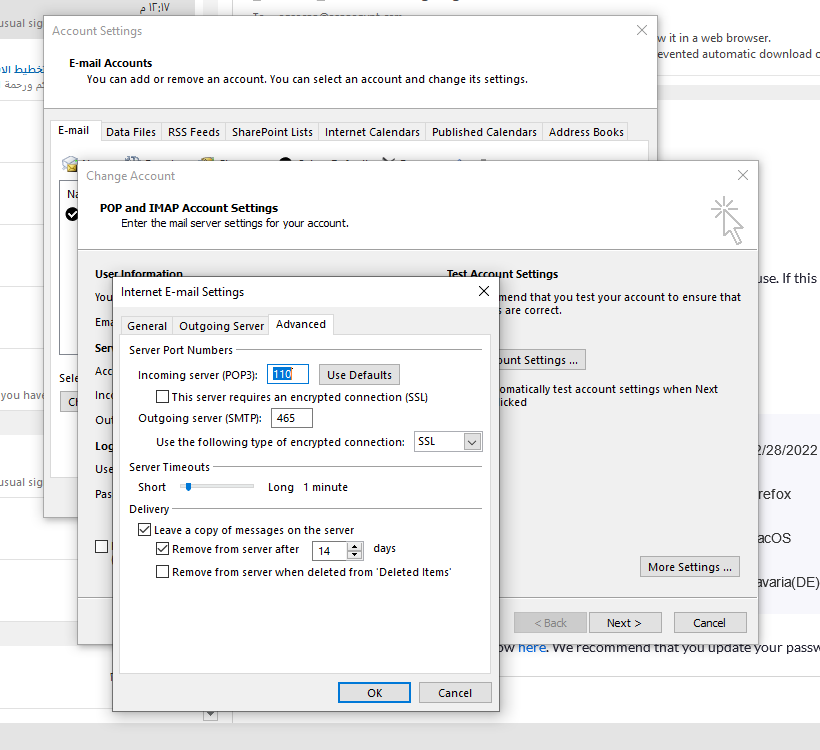 ١٢:١٧ م
usual sig
تخطيط الا
كم ورحمة
you have
usual sig
w it in a web browser.
evented automatic download o
Account Settings
E-mail Accounts
You can add or remove an account. You can select an account and change its settings.
E-mail Data Files RSS Feeds SharePoint Lists Internet Calendars Published Calendars Address Books
Na
Sele
Ch
Change Account
POP and IMAP Account Settings
Enter the mail server settings for your account.
User Information
You
Ema
Ser
Acc
Inco
Out
Log
Use
Pas
Test Account Settings
mend that you test your account to ensure that
s are correct.
ount Settings ...
omatically test account settings when Next
licked
More Settings ...
< Back Next > Cancel
Internet E-mail Settings
General Outgoing Server Advanced
Server Port Numbers
Incoming server (POP3): 110 Use Defaults
This server requires an encrypted connection (SSL)
Outgoing server (SMTP): 465
Use the following type of encrypted connection: SSL
Server Timeouts
Short Long 1 minute
Delivery
Leave a copy of messages on the server
Remove from server after 14 days
Remove from server when deleted from 'Deleted Items'
OK Cancel
use. If this
2/28/2022
refox
acOS
avaria(DE)
ow here. We recommend that you update your passw